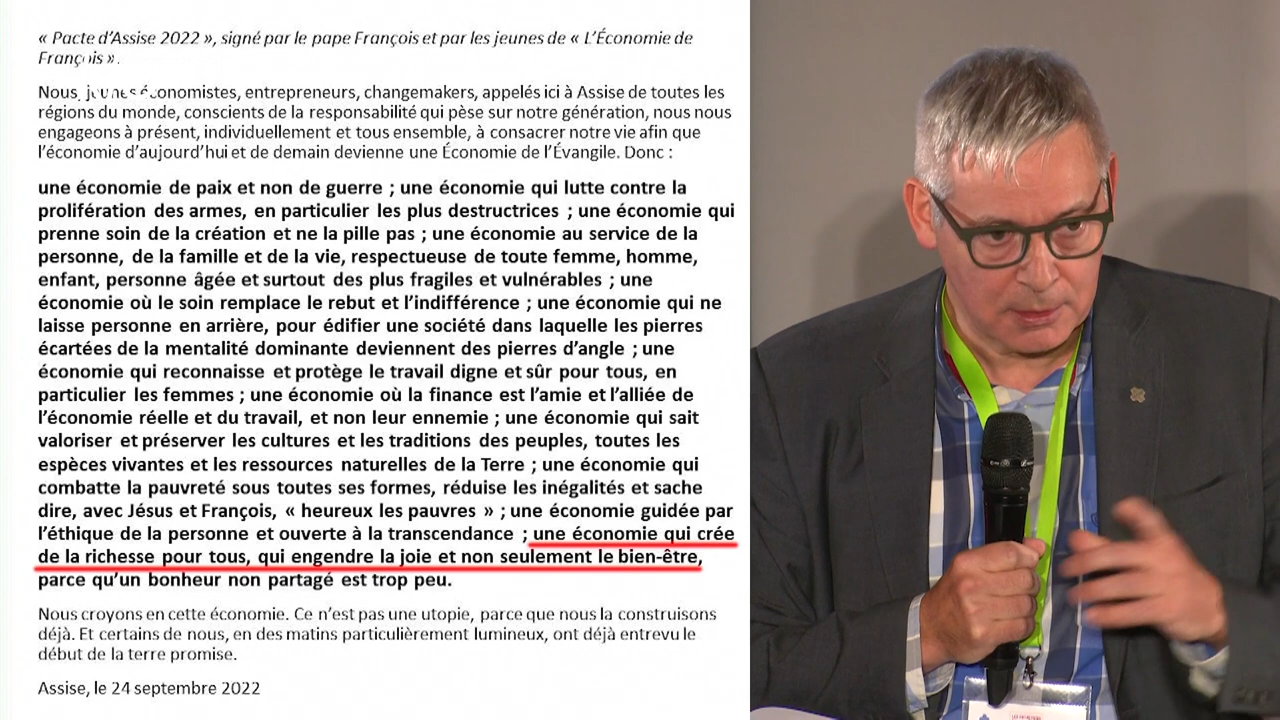 « Pacte d’Assise 2022 », signé par le pape François et par les jeunes de « L’Économie de
François ».
Nous, jeunes économistes, entrepreneurs, changemakers, appelés ici à Assise de toutes les
régions du monde, conscients de la responsabilité qui pèse sur notre génération, nous nous
engageons à présent, individuellement et tous ensemble, à consacrer notre vie afin que
l’économie d’aujourd’hui et de demain devienne une Économie de l’Évangile. Donc :
une économie de paix et non de guerre ; une économie qui lutte contre la
prolifération des armes, en particulier les plus destructrices ; une économie qui
prenne soin de la création et ne la pille pas ; une économie au service de la
personne, de la famille et de la vie, respectueuse de toute femme, homme,
enfant, personne âgée et surtout des plus fragiles et vulnérables ; une
économie où le soin remplace le rebut et l’indifférence ; une économie qui ne
laisse personne en arrière, pour édifier une société dans laquelle les pierres
écartées de la mentalité dominante deviennent des pierres d’angle ; une
économie qui reconnaisse et protège le travail digne et sûr pour tous, en
particulier les femmes ; une économie où la finance est l’amie et l’alliée de
l’économie réelle et du travail, et non leur ennemie ; une économie qui sait
valoriser et préserver les cultures et les traditions des peuples, toutes les
espèces vivantes et les ressources naturelles de la Terre ; une économie qui
combatte la pauvreté sous toutes ses formes, réduise les inégalités et sache
dire, avec Jésus et François, « heureux les pauvres » ; une économie guidée par
l’éthique de la personne et ouverte à la transcendance ; une économie qui crée
de la richesse pour tous, qui engendre la joie et non seulement le bien-être,
parce qu’un bonheur non partagé est trop peu.
Nous croyons en cette économie. Ce n’est pas une utopie, parce que nous la construisons
déjà. Et certains de nous, en des matins particulièrement lumineux, ont déjà entrevu le
début de la terre promise.
Assise, le 24 septembre 2022